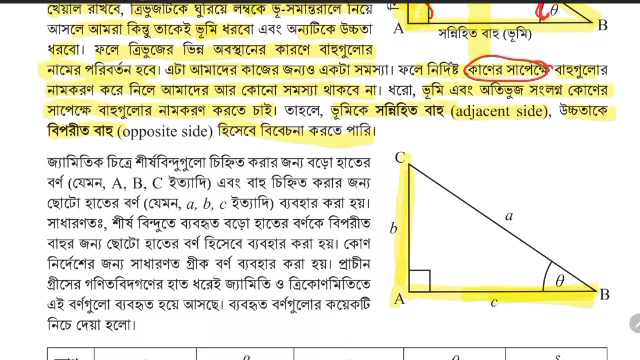 খেয়াল রাখবে, ত্রিভুজটিকে ঘুরিয়ে লম্বকে ভূ-সমান্তরালে নিয়ে
আসলে আমরা কিন্তু তাকেই ভূমি ধরবো এবং অন্যটিকে উচ্চতা
ধরবো। ফলে ত্রিভুজের ভিন্ন অবস্থানের কারণে বাহুগুলোর
নামের পরিবর্তন হবে। এটা আমাদের কাজের জন্যও একটা সমস্যা। ফলে নির্দিষ্ট কোণের সাপেক্ষে বাহুগুলোর
নামকরণ করে নিলে আমাদের আর কোনো সমস্যা থাকবে না। ধরো, ভূমি এবং অতিভুজ সংলগ্ন কোণের
সাপেক্ষে বাহুগুলোর নামকরণ করতে চাই। তাহলে, ভূমিকে সন্নিহিত বাহু (adjacent side), উচ্চতাকে
বিপরীত বাহু (opposite side) হিসেবে বিবেচনা করতে পারি।
A
θ
B
সন্নিহিত বাহু (ভূমি)
জ্যামিতিক চিত্রে শীর্ষবিন্দুগুলো চিহ্নিত করার জন্য বড়ো হাতের
বর্ণ (যেমন, A, B, C ইত্যাদি) এবং বাহু চিহ্নিত করার জন্য
ছোটো হাতের বর্ণ (যেমন, a, b, c ইত্যাদি) ব্যবহার করা হয়।
সাধারণতঃ, শীর্ষ বিন্দুতে ব্যবহৃত বড়ো হাতের বর্ণকে বিপরীত
বাহুর জন্য ছোটো হাতের বর্ণ হিসেবে ব্যবহার করা হয়। কোণ
নির্দেশের জন্য সাধারণত গ্রীক বর্ণ ব্যবহার করা হয়। প্রাচীন
গ্রীসের গণিতবিদগণের হাত ধরেই জ্যামিতি ও ত্রিকোণমিতিতে
এই বর্ণগুলো ব্যবহৃত হয়ে আসছে। ব্যবহৃত বর্ণগুলোর কয়েকটি
নিচে দেয়া হলো।
C
a
b
θ
A
c
B